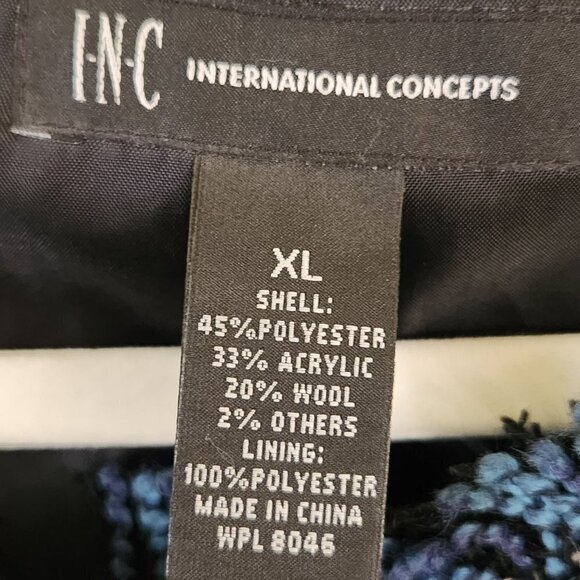 I·N·C INTERNATIONAL CONCEPTS
XL
SHELL:
45%POLYESTER
33% ACRYLIC
20% WOOL
2% OTHERS
LINING:
100%POLYESTER
MADE IN CHINA
WPL 8046